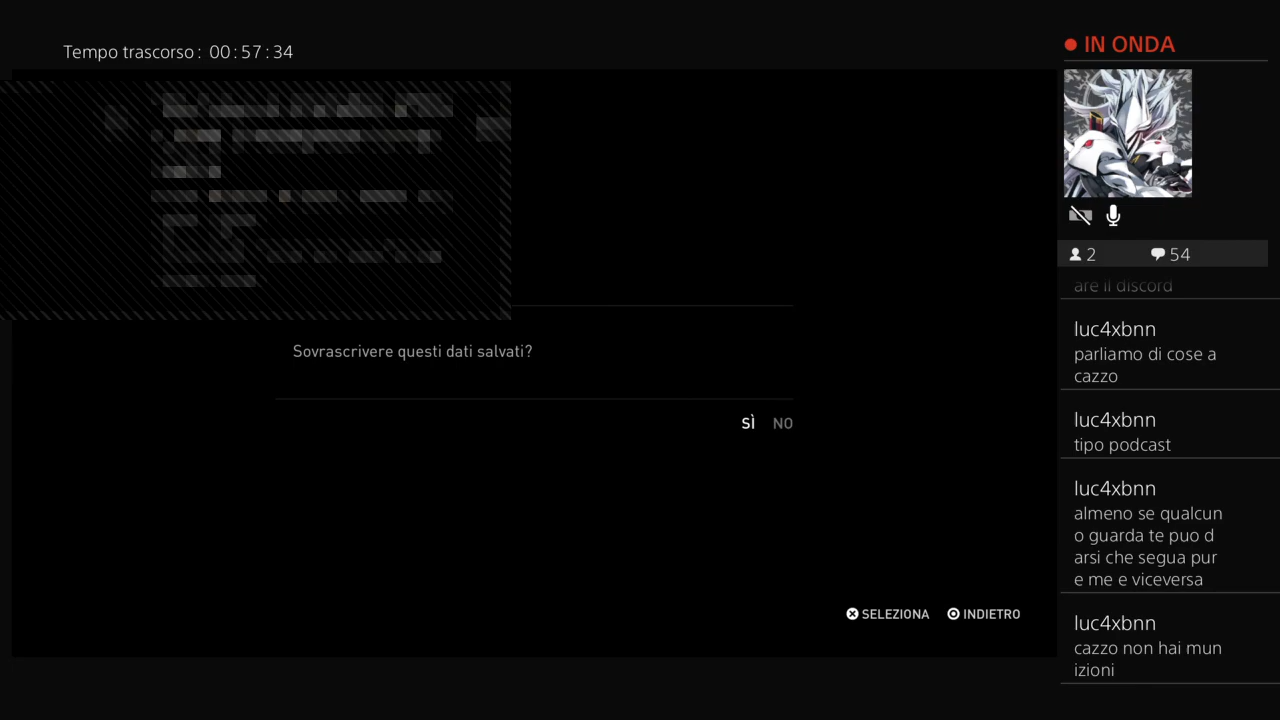 Tempo trascorso: 00:57:34
IN ONDA
2 54
are il discord
luc4xbnn
parliamo di cose a
cazzo
luc4xbnn
tipo podcast
luc4xbnn
almeno se qualcun
o guarda te puo d
arsi che segua pur
e me e viceversa
luc4xbnn
cazzo non hai mun
izioni
Sovrascrivere questi dati salvati?
SÌ NO
SELEZIONA INDIETRO